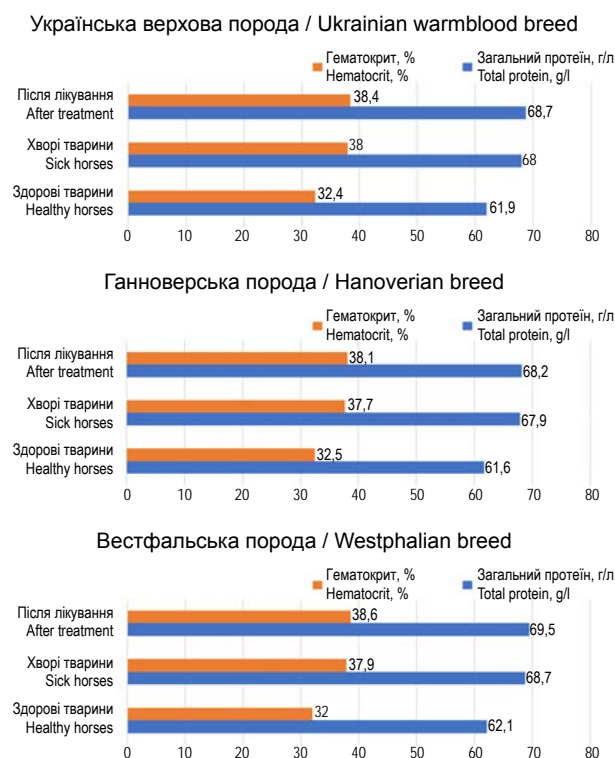 Українська верхова порода / Ukrainian warmblood breed
Гематокрит, % Загальний протеїн, г/л
Hematocrit, % Total protein, g/l
Після лікування
After treatment
38,4
68,7
Хворі тварини
Sick horses
38
68
Здорові тварини
Healthy horses
32,4
61,9
0 10 20 30 40 50 60 70 80
Ганноверська порода / Hanoverian breed
Гематокрит, % Загальний протеїн, г/л
Hematocrit, % Total protein, g/l
Після лікування
After treatment
38,1
68,2
Хворі тварини
Sick horses
37,7
67,9
Здорові тварини
Healthy horses
32,5
61,6
0 10 20 30 40 50 60 70 80
Вестфальська порода / Westphalian breed
Гематокрит, % Загальний протеїн, г/л
Hematocrit, % Total protein, g/l
Після лікування
After treatment
38,6
69,5
Хворі тварини
Sick horses
37,9
68,7
Здорові тварини
Healthy horses
32
62,1
0 10 20 30 40 50 60 70 80